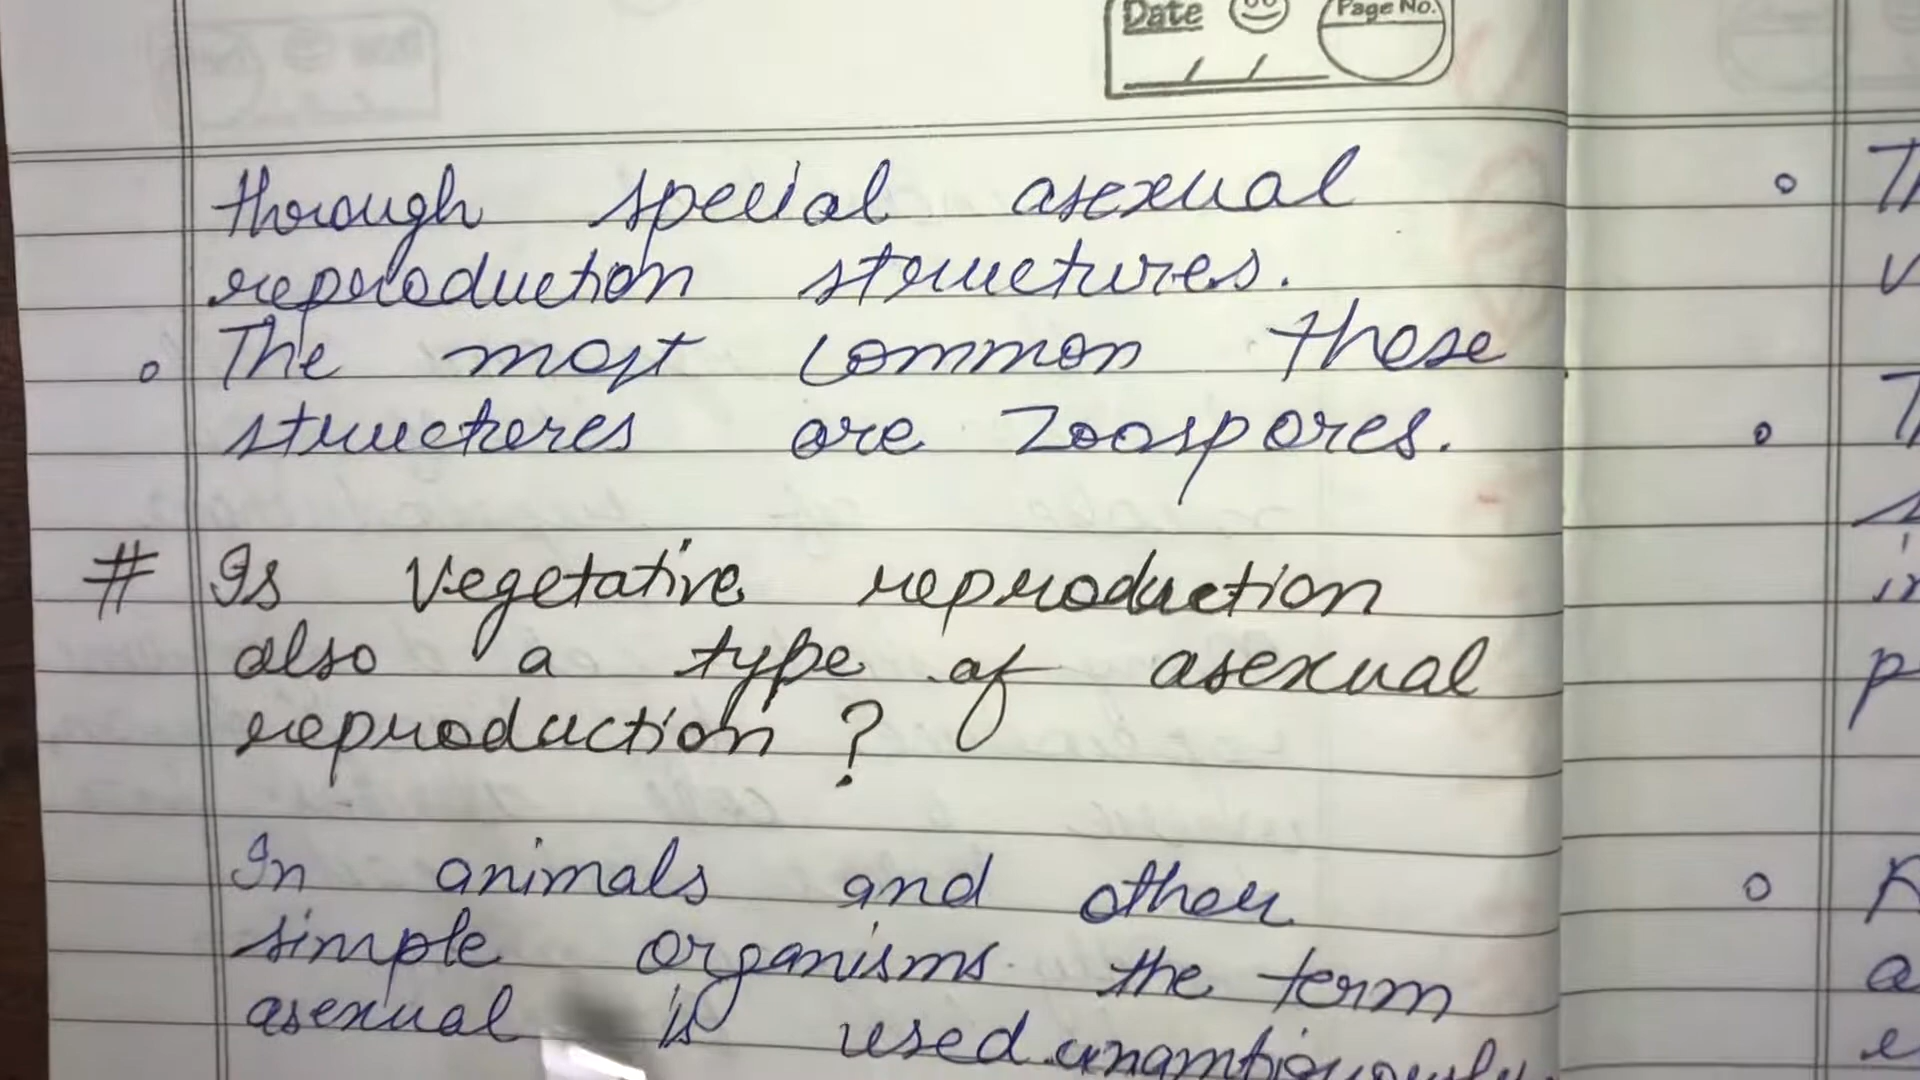 Date
Page No.
through special asexual
reproduction structures.
The most common these
structures are Zoospores.
# Is Vegetative reproduction
also a type of asexual
reproduction ?
In animals and other
simple organisms the term
asexual is used unambiguously